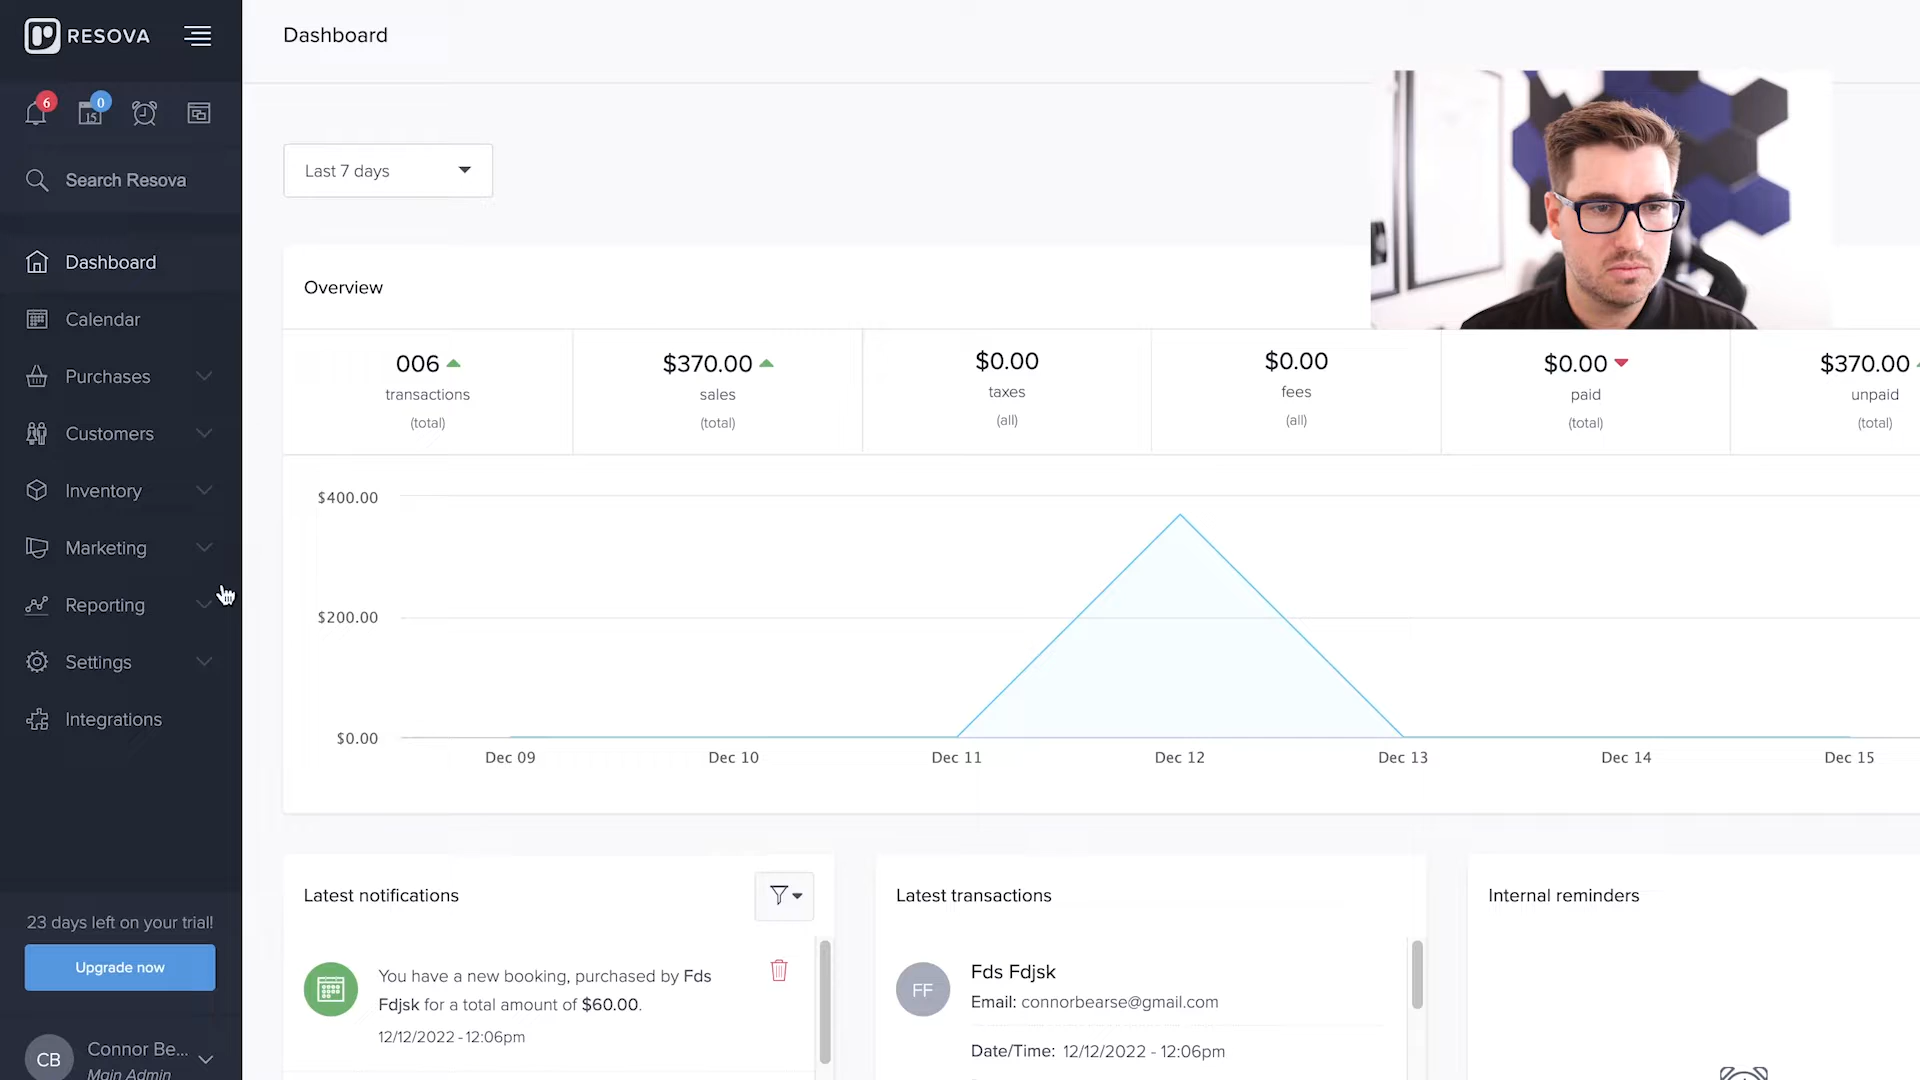 RESOVA
Dashboard
6
0
15
Search Resova
Last 7 days
Dashboard
Calendar
Purchases
Customers
Inventory
Marketing
Reporting
Settings
Integrations
Overview
006
transactions
(total)
$370.00
sales
(total)
$0.00
taxes
(all)
$0.00
fees
(all)
$0.00
paid
(total)
$370.00
unpaid
(total)
$400.00
$200.00
$0.00
Dec 09
Dec 10
Dec 11
Dec 12
Dec 13
Dec 14
Dec 15
23 days left on your trial!
Upgrade now
CB
Connor Be...
Main Admin
Latest notifications
You have a new booking, purchased by Fds
Fdjsk for a total amount of $60.00.
12/12/2022 - 12:06pm
Latest transactions
FF
Fds Fdjsk
Email: connorbearse@gmail.com
Date/Time: 12/12/2022 - 12:06pm
Internal reminders